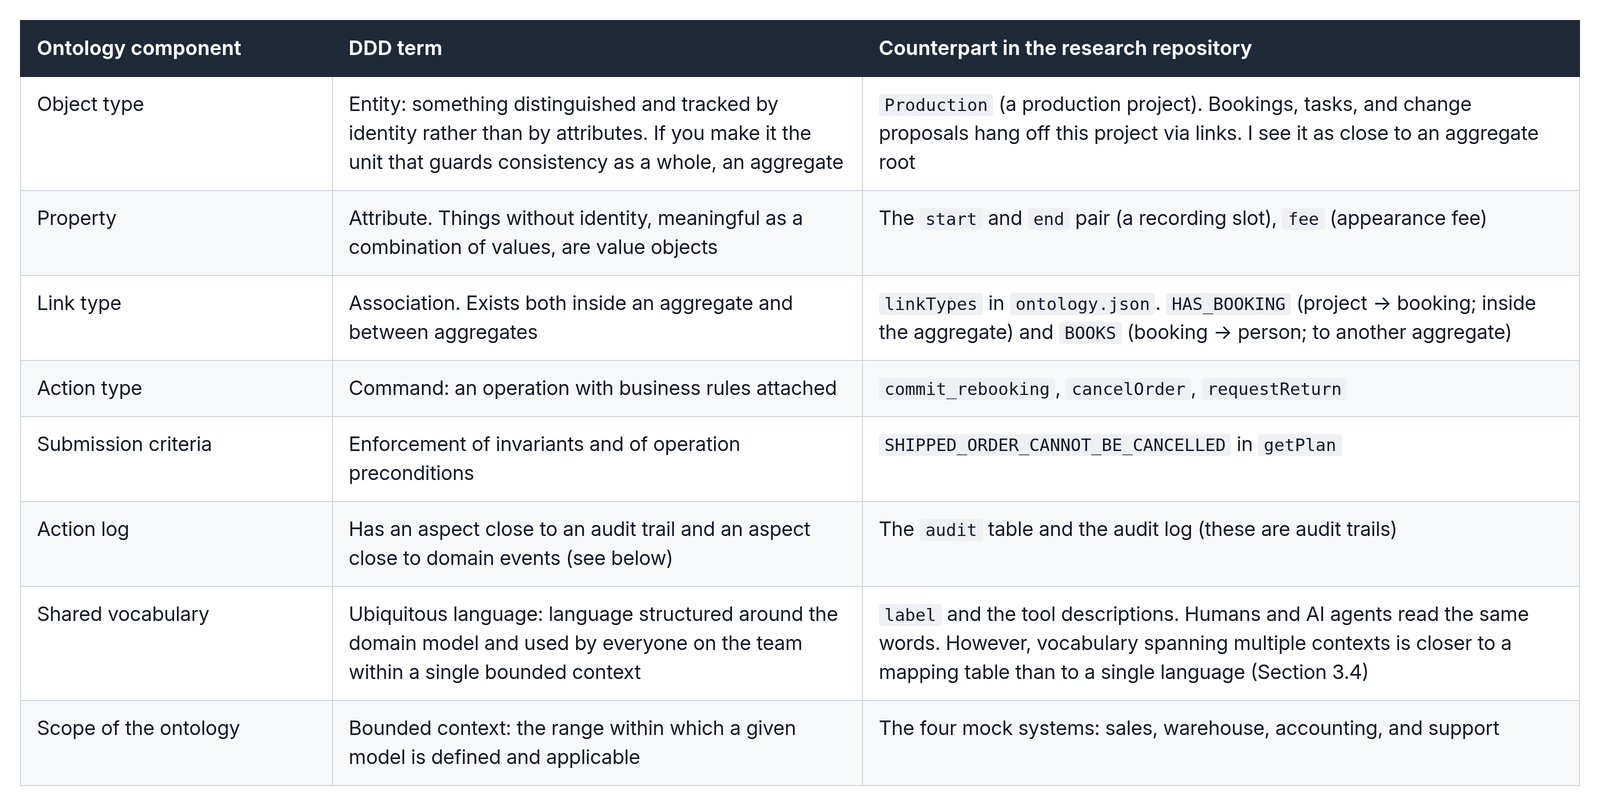 Ontology component
DDD term
Counterpart in the research repository
Object type
Entity: something distinguished and tracked by
identity rather than by attributes. If you make it the
unit that guards consistency as a whole, an aggregate
Production (a production project). Bookings, tasks, and change
proposals hang off this project via links. I see it as close to an aggregate
root
Property
Attribute. Things without identity, meaningful as a
combination of values, are value objects
The start and end pair (a recording slot), fee (appearance fee)
Link type
Association. Exists both inside an aggregate and
between aggregates
linkTypes in ontology.json. HAS_BOOKING (project → booking; inside
the aggregate) and BOOKS (booking → person; to another aggregate)
Action type
Command: an operation with business rules attached
commit_rebooking, cancelOrder, requestReturn
Submission criteria
Enforcement of invariants and of operation
preconditions
SHIPPED_ORDER_CANNOT_BE_CANCELLED in getPlan
Action log
Has an aspect close to an audit trail and an aspect
close to domain events (see below)
The audit table and the audit log (these are audit trails)
Shared vocabulary
Ubiquitous language: language structured around the
domain model and used by everyone on the team
within a single bounded context
label and the tool descriptions. Humans and AI agents read the same
words. However, vocabulary spanning multiple contexts is closer to a
mapping table than to a single language (Section 3.4)
Scope of the ontology
Bounded context: the range within which a given
model is defined and applicable
The four mock systems: sales, warehouse, accounting, and support